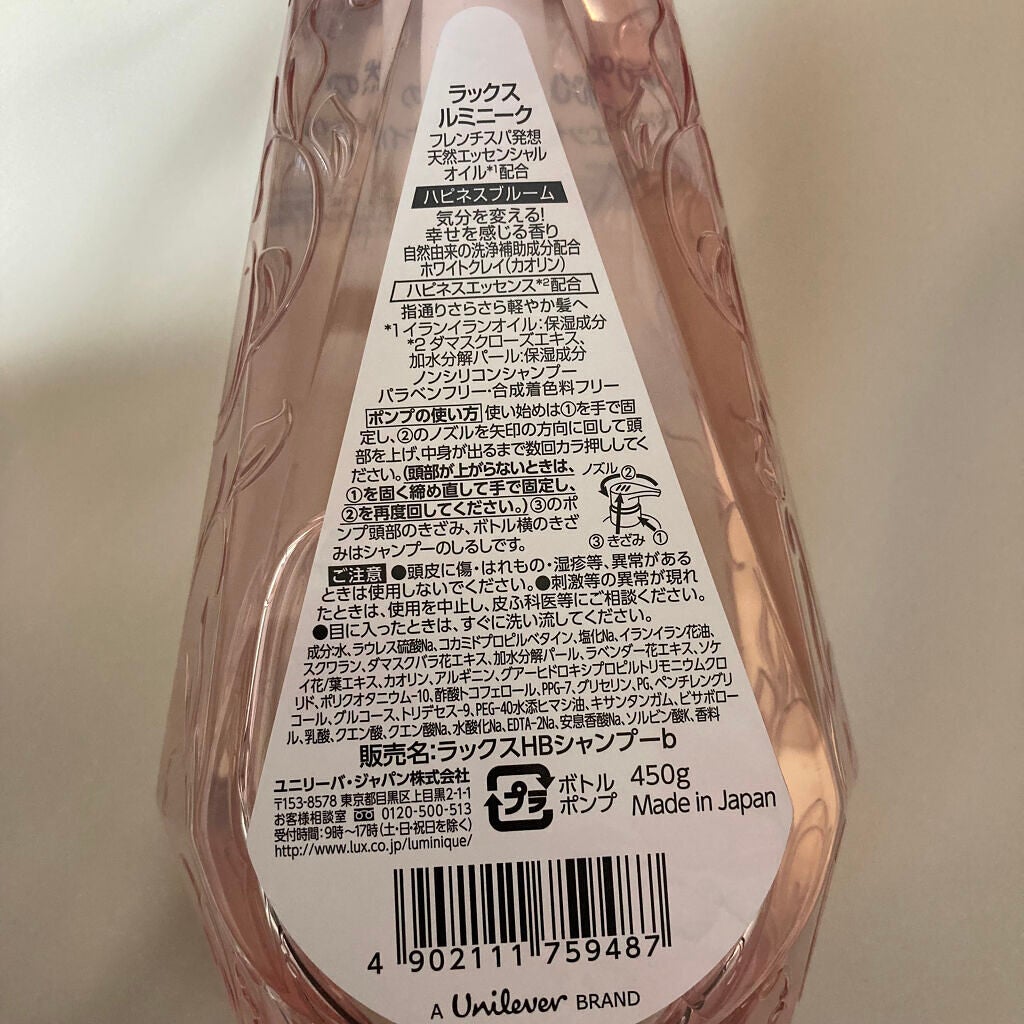 ラックス
ルミニーク
フレンチスパ発想
天然エッセンシャル
オイル*1配合
ハピネスブルーム
気分を変える!
幸せを感じる香り
自然由来の洗浄補助成分配合
ホワイトクレイ(カオリン)
ハピネスエッセンス*2配合
指通りさらさら軽やか髪へ
*1 イランイランオイル:保湿成分
*2 ダマスクローズエキス、
加水分解パール:保湿成分
ノンシリコンシャンプー
パラベンフリー・合成着色料フリー
ポンプの使い方 使い始めは①を手で固
定し、②のノズルを矢印の方向に回して頭
部を上げ、中身が出るまで数回カラ押ししてく
ださい。(頭部が上がらないときは、
①を固く締め直して手で固定し、
②を再度回してください。)③のポ
ンプ頭部のきざみ、ボトル横のきざ
みはシャンプーのしるしです。
ノズル②
③ きざみ ①
ご注意 ●頭皮に傷・はれもの・湿疹等、異常がある
ときは使用しないでください。●刺激等の異常が現れ
たときは、使用を中止し、皮ふ科医等にご相談ください。
●目に入ったときは、すぐに洗い流してください。
成分:水、ラウレス硫酸Na、コカミドプロピルベタイン、塩化Na、イランイラン花油、
スクワラン、ダマスクバラ花エキス、加水分解パール、ラベンダー花エキス、ソケ
イ花/葉エキス、カオリン、アルギニン、グアーヒドロキシプロピルトリモニウムクロ
リド、ポリクオタニウム-10、酢酸トコフェロール、PPG-7、グリセリン、PG、ペンチレングリ
コール、グルコース、トリデセス-9、PEG-40水添ヒマシ油、キサンタンガム、ビサボロー
ル、乳酸、クエン酸、クエン酸Na、水酸化Na、EDTA-2Na、安息香酸Na、ソルビン酸K、香料
販売名:ラックスHBシャンプーb
ユニリーバ・ジャパン株式会社
〒153-8578 東京都目黒区上目黒2-1-1
お客様相談室 0120-500-513
受付時間:9時~17時(土・日・祝日を除く)
http://www.lux.co.jp/luminique/
プラ
ボトル
ポンプ
450g
Made in Japan
4 902111 759487
A Unilever BRAND